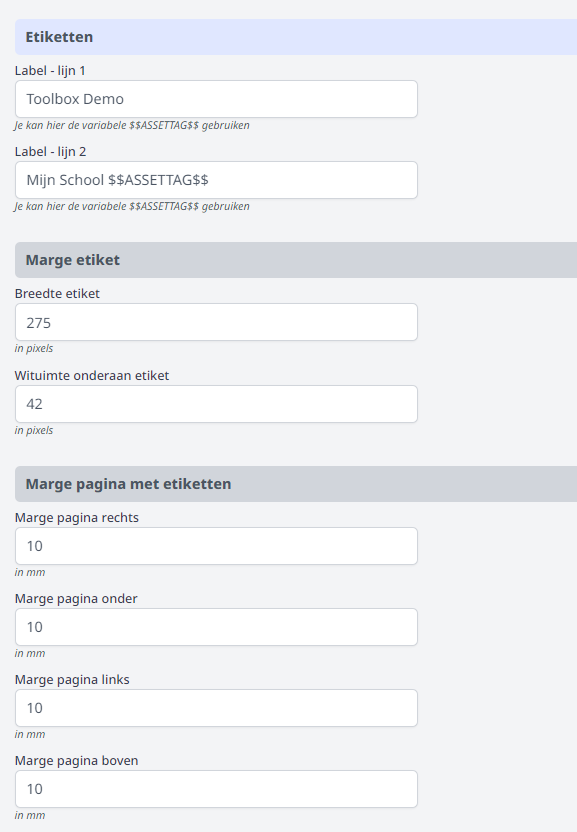 Etiketten
Label - lijn 1
Toolbox Demo
Je kan hier de variabele $$ASSETTAG$$ gebruiken
Label - lijn 2
Mijn School $$ASSETTAG$$
Je kan hier de variabele $$ASSETTAG$$ gebruiken
Marge etiket
Breedte etiket
275
in pixels
Wituimte onderaan etiket
42
in pixels
Marge pagina met etiketten
Marge pagina rechts
10
in mm
Marge pagina onder
10
in mm
Marge pagina links
10
in mm
Marge pagina boven
10
in mm